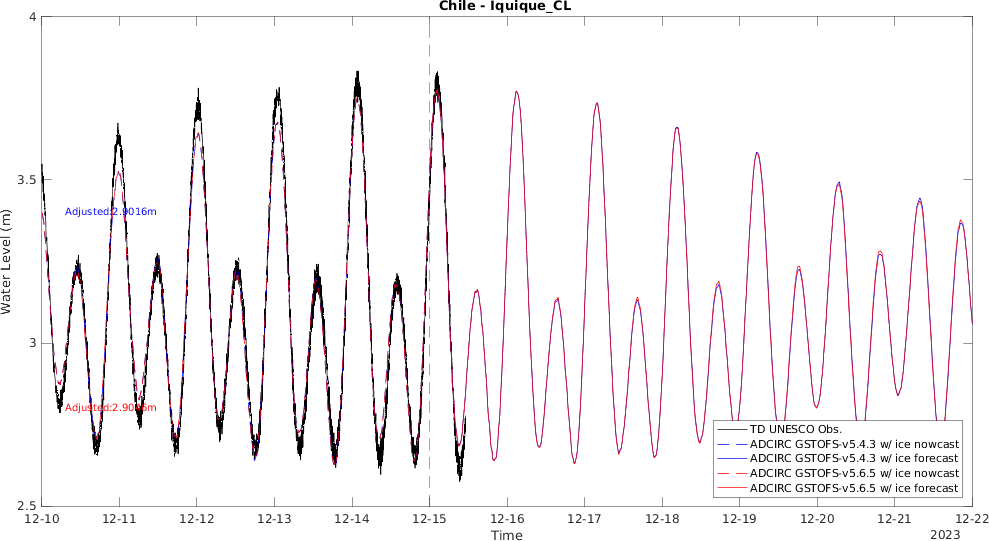 Chile - Iquique_CL
4
3.5
3
2.5
Water Level (m)
Adjusted:2.9016m
12-10 12-11 12-12 12-13 12-14 12-15 12-16 12-17 12-18 12-19 12-20 12-21 12-22
Time
2023
TD UNESCO Obs.
ADCIRC GSTOFS-v5.4.3 w/ ice nowcast
ADCIRC GSTOFS-v5.4.3 w/ ice forecast
ADCIRC GSTOFS-v5.6.5 w/ ice nowcast
ADCIRC GSTOFS-v5.6.5 w/ ice forecast